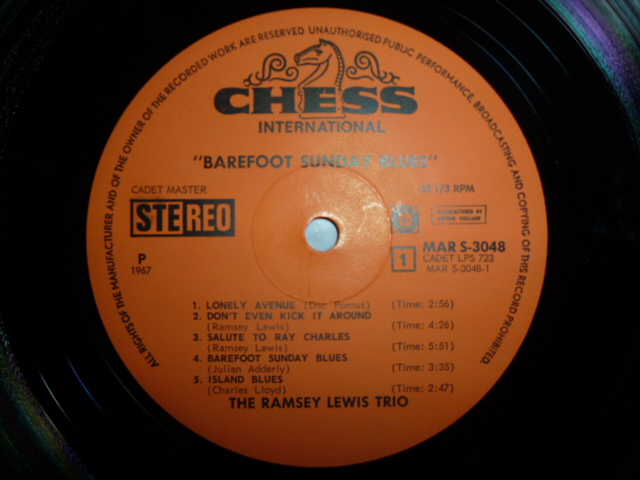 ALL RIGHTS OF THE MANUFACTURER AND OF THE OWNER OF THE RECORDED WORK ARE RESERVED UNAUTHORISED PUBLIC PERFORMANCE, BROADCASTING AND COPYING OF THIS RECORD PROHIBITED.
CHESS
INTERNATIONAL
"BAREFOOT SUNDAY BLUES"
CADET MASTER
33 1/3 RPM
STEREO
MANUFACTURED BY
HOLLAND
P
1967
1
MAR S-3048
CADET LPS 723
MAR S-3048-1
1. LONELY AVENUE (Doc Pomus) (Time: 2:56)
2. DON'T EVEN KICK IT AROUND
(Ramsey Lewis) (Time: 4:26)
3. SALUTE TO RAY CHARLES
(Ramsey Lewis) (Time: 5:51)
4. BAREFOOT SUNDAY BLUES
(Julian Adderly) (Time: 3:35)
5. ISLAND BLUES
(Charles Lloyd) (Time: 2:47)
THE RAMSEY LEWIS TRIO